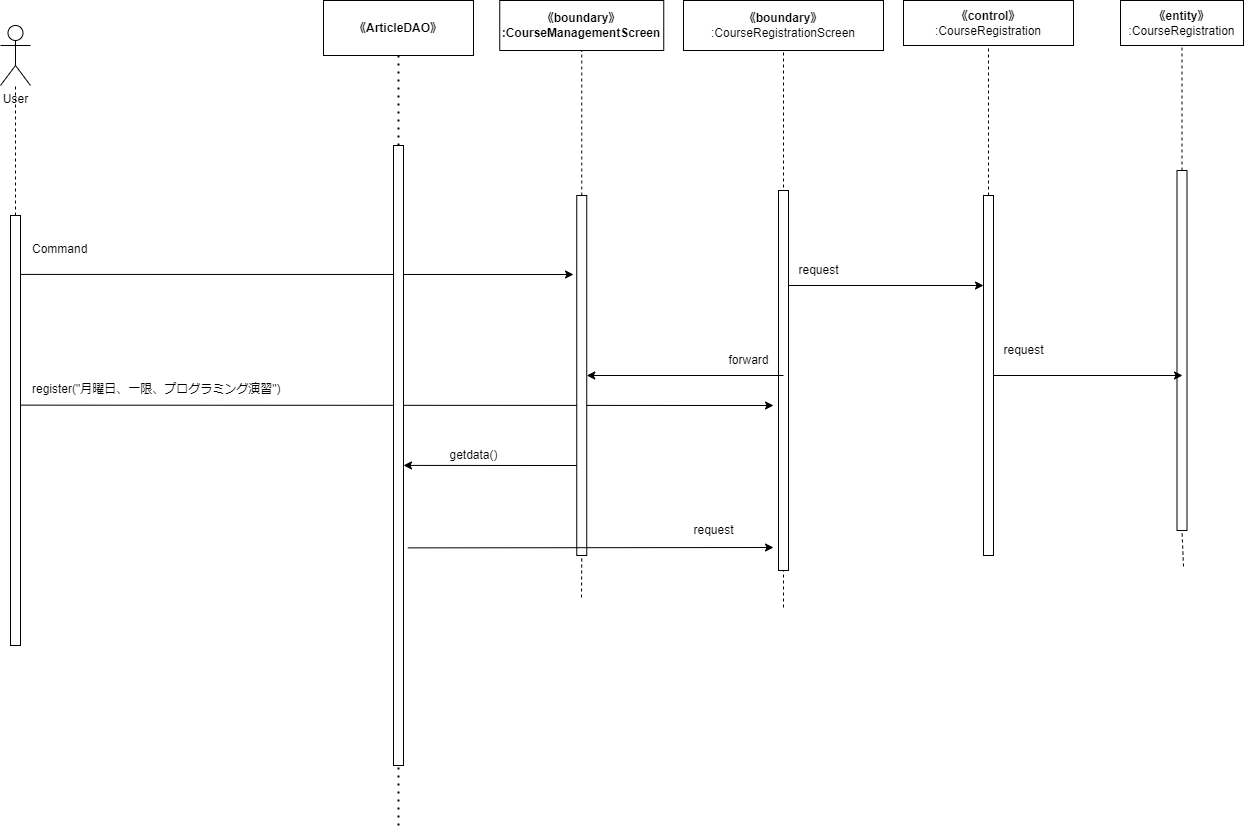 User
《ArticleDAO》
《boundary》
:CourseManagementScreen
《boundary》
:CourseRegistrationScreen
《control》
:CourseRegistration
《entity》
:CourseRegistration
Command
request
request
forward
register("月曜日、一限、プログラミング演習")
getdata()
request